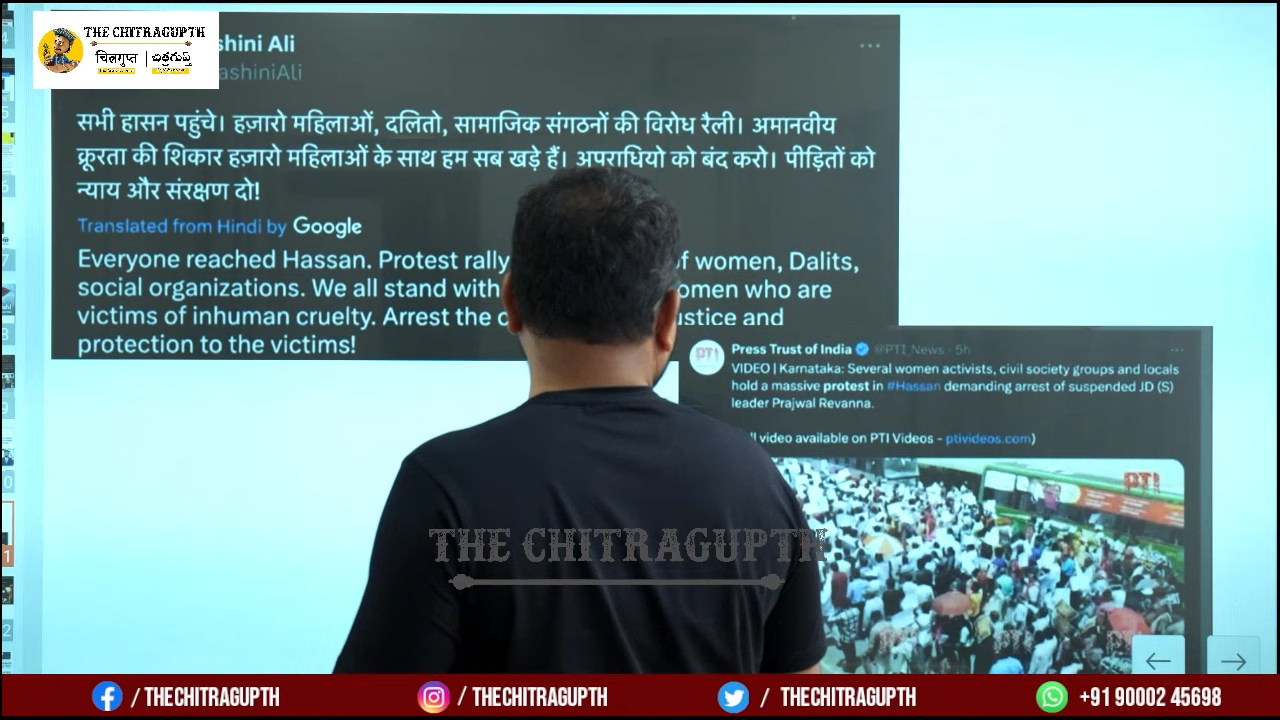 THE CHITRAGUPTH
चित्रगुप्त | చిత్రగుప్త్
shini Ali
ashiniAli
सभी हासन पहुंचे। हज़ारो महिलाओं, दलितो, सामाजिक संगठनों की विरोध रैली। अमानवीय
क्रूरता की शिकार हज़ारो महिलाओं के साथ हम सब खड़े हैं। अपराधियो को बंद करो। पीड़ितों को
न्याय और संरक्षण दो!
Translated from Hindi by Google
Everyone reached Hassan. Protest rally of women, Dalits,
social organizations. We all stand with women who are
victims of inhuman cruelty. Arrest the justice and
protection to the victims!
PTI
Press Trust of India @PTI_News · 5h
VIDEO | Karnataka: Several women activists, civil society groups and locals
hold a massive protest in #Hassan demanding arrest of suspended JD (S)
leader Prajwal Revanna.
video available on PTI Videos - ptivideos.com)
PTI
THE CHITRAGUPTH
/ THECHITRAGUPTH
/ THECHITRAGUPTH
/ THECHITRAGUPTH
+91 90002 45698